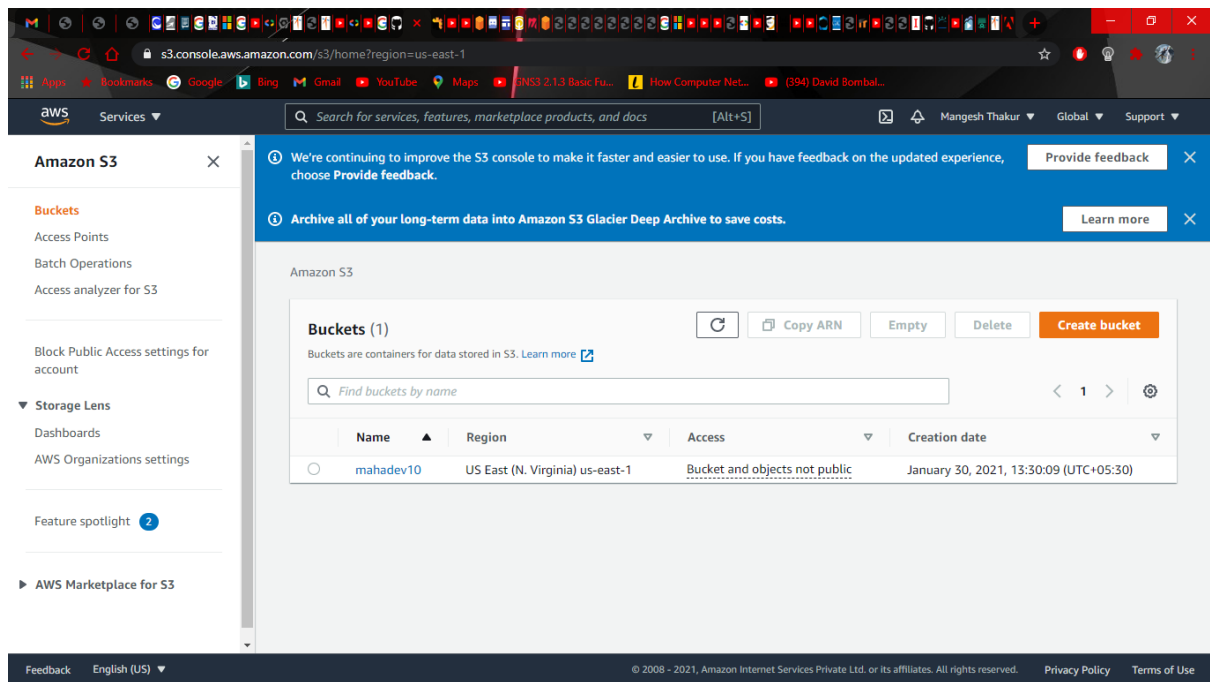 s3.console.aws.amazon.com/s3/home?region=us-east-1
Apps
Bookmarks
Google
Bing
Gmail
YouTube
Maps
GNS3 2.1.3 Basic Fu...
How Computer Net...
(394) David Bombal...
aws
Services ▼
Search for services, features, marketplace products, and docs
[Alt+S]
Mangesh Thakur ▼
Global ▼
Support ▼
Amazon S3
Buckets
Access Points
Batch Operations
Access analyzer for S3
Block Public Access settings for
account
Storage Lens
Dashboards
AWS Organizations settings
Feature spotlight 2
AWS Marketplace for S3
We're continuing to improve the S3 console to make it faster and easier to use. If you have feedback on the updated experience,
choose Provide feedback.
Provide feedback
Archive all of your long-term data into Amazon S3 Glacier Deep Archive to save costs.
Learn more
Amazon S3
Buckets (1)
Copy ARN
Empty
Delete
Create bucket
Buckets are containers for data stored in S3. Learn more
Find buckets by name
1
Name
Region
Access
Creation date
mahadev10
US East (N. Virginia) us-east-1
Bucket and objects not public
January 30, 2021, 13:30:09 (UTC+05:30)
Feedback
English (US) ▼
© 2008 - 2021, Amazon Internet Services Private Ltd. or its affiliates. All rights reserved.
Privacy Policy
Terms of Use